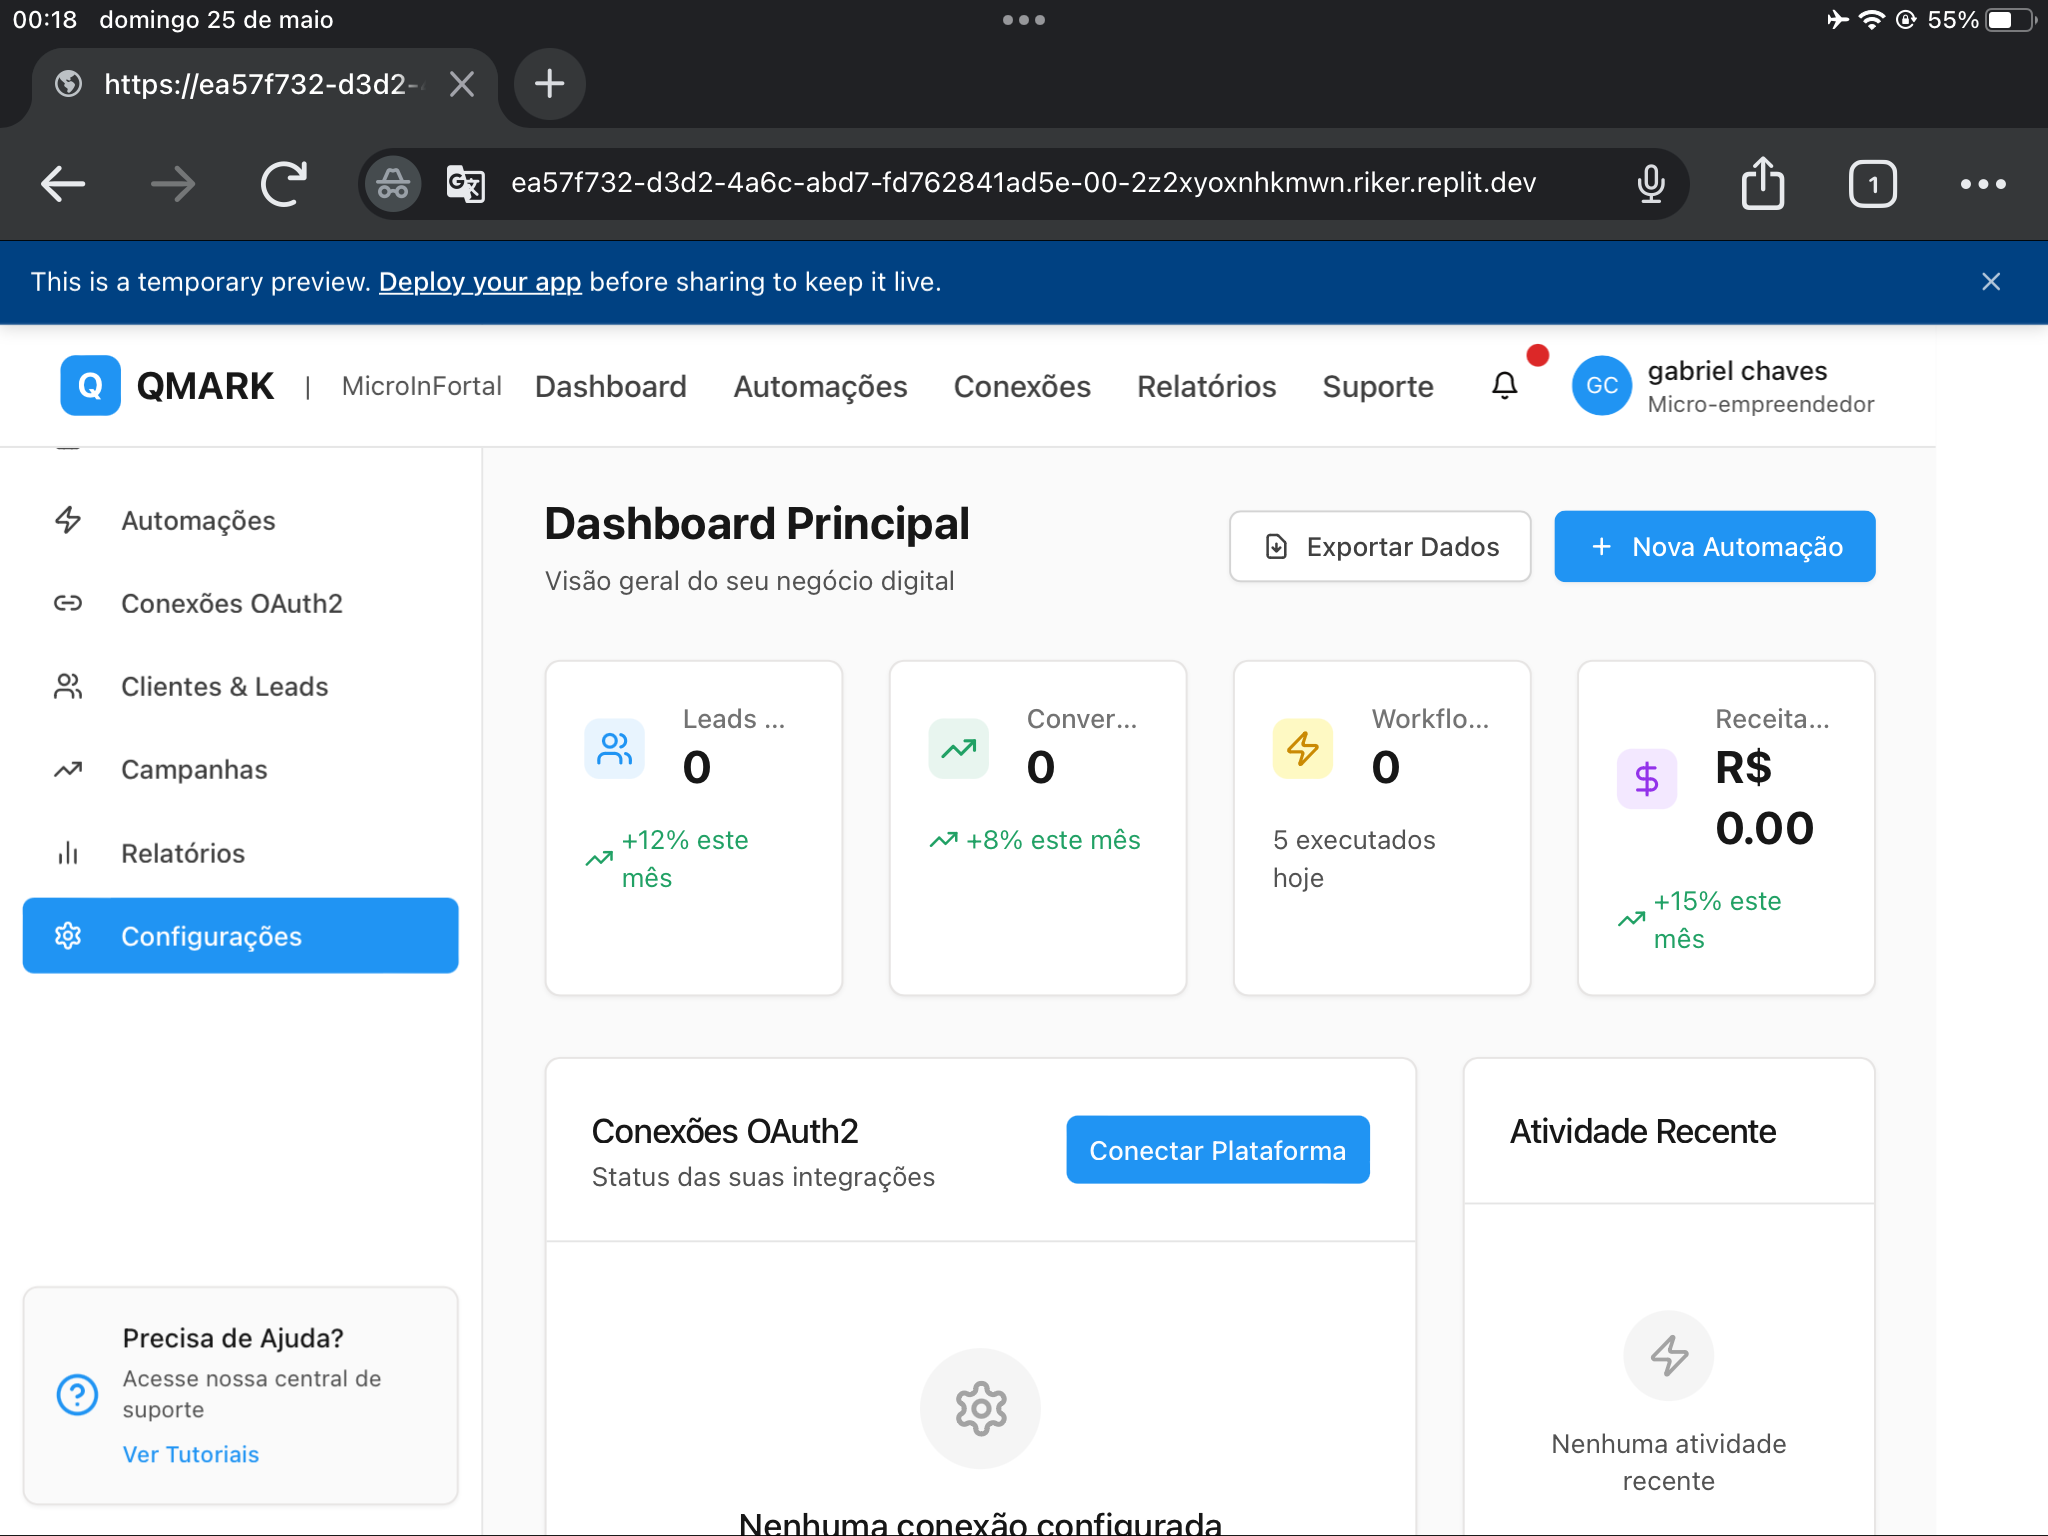 00:18 domingo 25 de maio
55%
https://ea57f732-d3d2-
ea57f732-d3d2-4a6c-abd7-fd762841ad5e-00-2z2xyoxnhkmwn.riker.replit.dev
1
This is a temporary preview. Deploy your app before sharing to keep it live.
Q QMARK | MicroInFortal Dashboard Automações Conexões Relatórios Suporte
GC
gabriel chaves
Micro-empreendedor
Automações
Conexões OAuth2
Clientes & Leads
Campanhas
Relatórios
Configurações
Precisa de Ajuda?
Acesse nossa central de
suporte
Ver Tutoriais
Dashboard Principal
Visão geral do seu negócio digital
Exportar Dados
+ Nova Automação
Leads ...
0
+12% este
mês
Conver...
0
+8% este mês
Workflo...
0
5 executados
hoje
Receita...
R$
0.00
+15% este
mês
Conexões OAuth2
Status das suas integrações
Conectar Plataforma
Nenhuma conexão configurada
Atividade Recente
Nenhuma atividade
recente